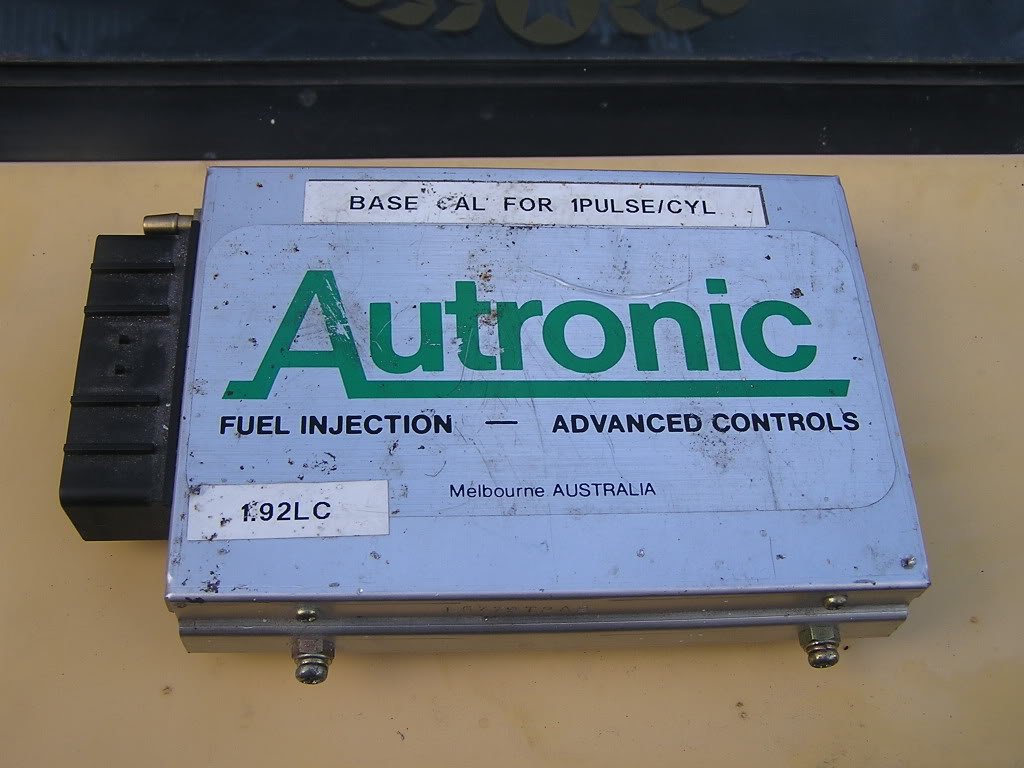 BASE CAL FOR 1PULSE/CYL
Autronic
FUEL INJECTION — ADVANCED CONTROLS
Melbourne AUSTRALIA
1.92LC